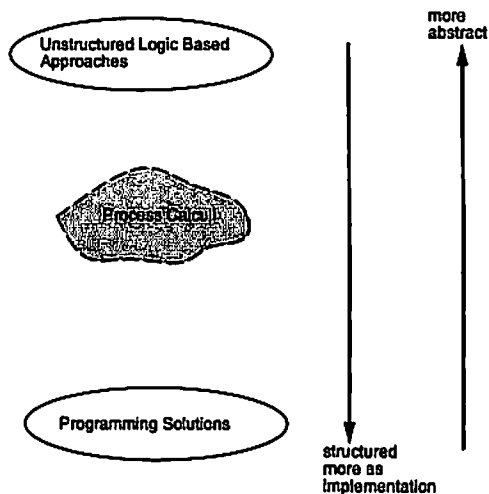 more
abstract
Unstructured Logic Based
Approaches
Process Calculi
Programming Solutions
structured
more as
implementation